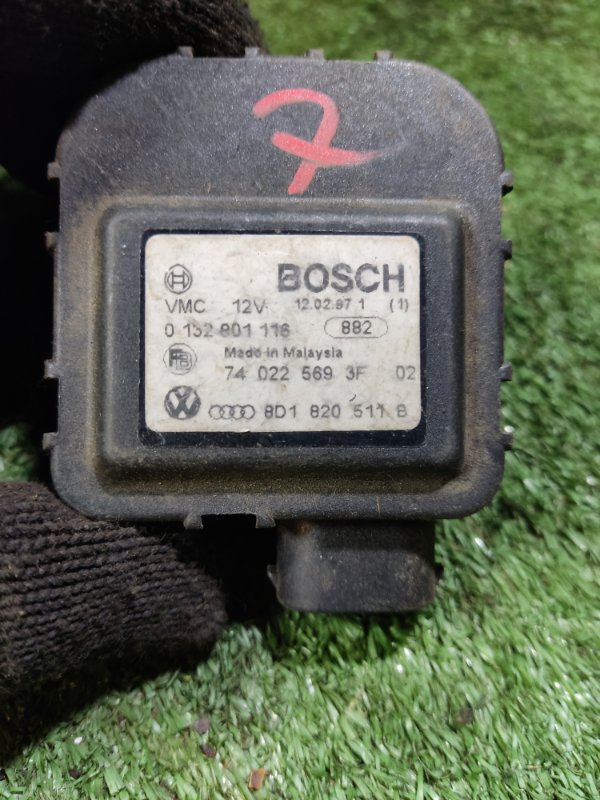 7
BOSCH
VMC 12V 12.02.97 1 (1)
0 132 801 116 882
Made in Malaysia
74 022 569 3F 02
8D1 820 511 B